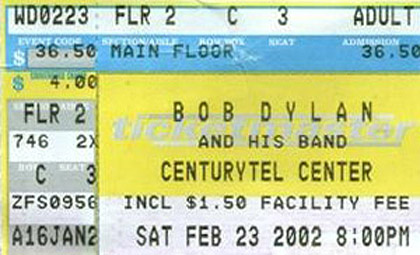 WD0223 FLR 2 C 3 ADULT
EVENT CODE SECTION/AISLE ROW/BOX SEAT ADMISSION
$ 36.50 MAIN FLOOR 36.50
$ 4.00
FLR 2 BOB DYLAN
ticketmaster
746 2X AND HIS BAND
C 3 CENTURYTEL CENTER
ZFS0956 INCL $1.50 FACILITY FEE
A16JAN2 SAT FEB 23 2002 8:00PM